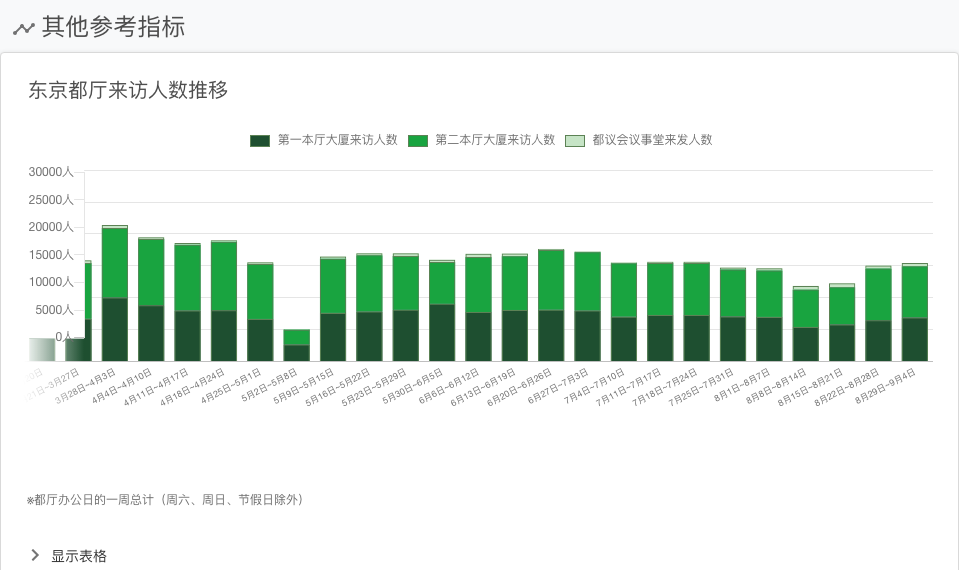 其他参考指标
东京都厅来访人数推移
第一本厅大厦来访人数 第二本厅大厦来访人数 都议会议事堂来发人数
30000人
25000人
20000人
15000人
10000人
5000人
0人
21日~3月27日
3月28日~4月3日
4月4日~4月10日
4月11日~4月17日
4月18日~4月24日
4月25日~5月1日
5月2日~5月8日
5月9日~5月15日
5月16日~5月22日
5月23日~5月29日
5月30日~6月5日
6月6日~6月12日
6月13日~6月19日
6月20日~6月26日
6月27日~7月3日
7月4日~7月10日
7月11日~7月17日
7月18日~7月24日
7月25日~7月31日
8月1日~8月7日
8月8日~8月14日
8月15日~8月21日
8月22日~8月28日
8月29日~9月4日
※都厅办公日的一周总计（周六、周日、节假日除外）
显示表格